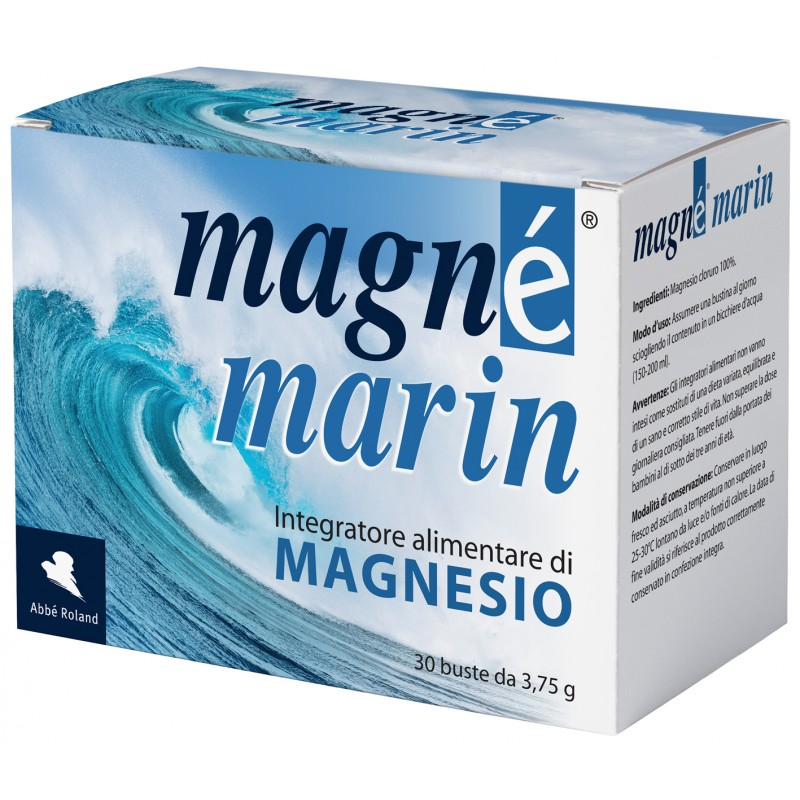 magné
marin
magné®
marin
Integratore alimentare di
MAGNESIO
30 buste da 3,75 g
Abbé Roland
magné® marin
Ingredienti: Magnesio cloruro 100%.
Modo d'uso: Assumere una bustina al giorno
sciogliendo il contenuto in un bicchiere d'acqua
(150-200 ml).
Avvertenze: Gli integratori alimentari non vanno
intesi come sostituti di una dieta variata, equilibrata e
di un sano e corretto stile di vita. Non superare la dose
giornaliera consigliata. Tenere fuori dalla portata dei
bambini al di sotto dei tre anni di età.
Modalità di conservazione: Conservare in luogo
fresco ed asciutto, a temperatura non superiore a
25-30°C lontano da luce e/o fonti di calore. La data di
fine validità si riferisce al prodotto correttamente
conservato in confezione integra.